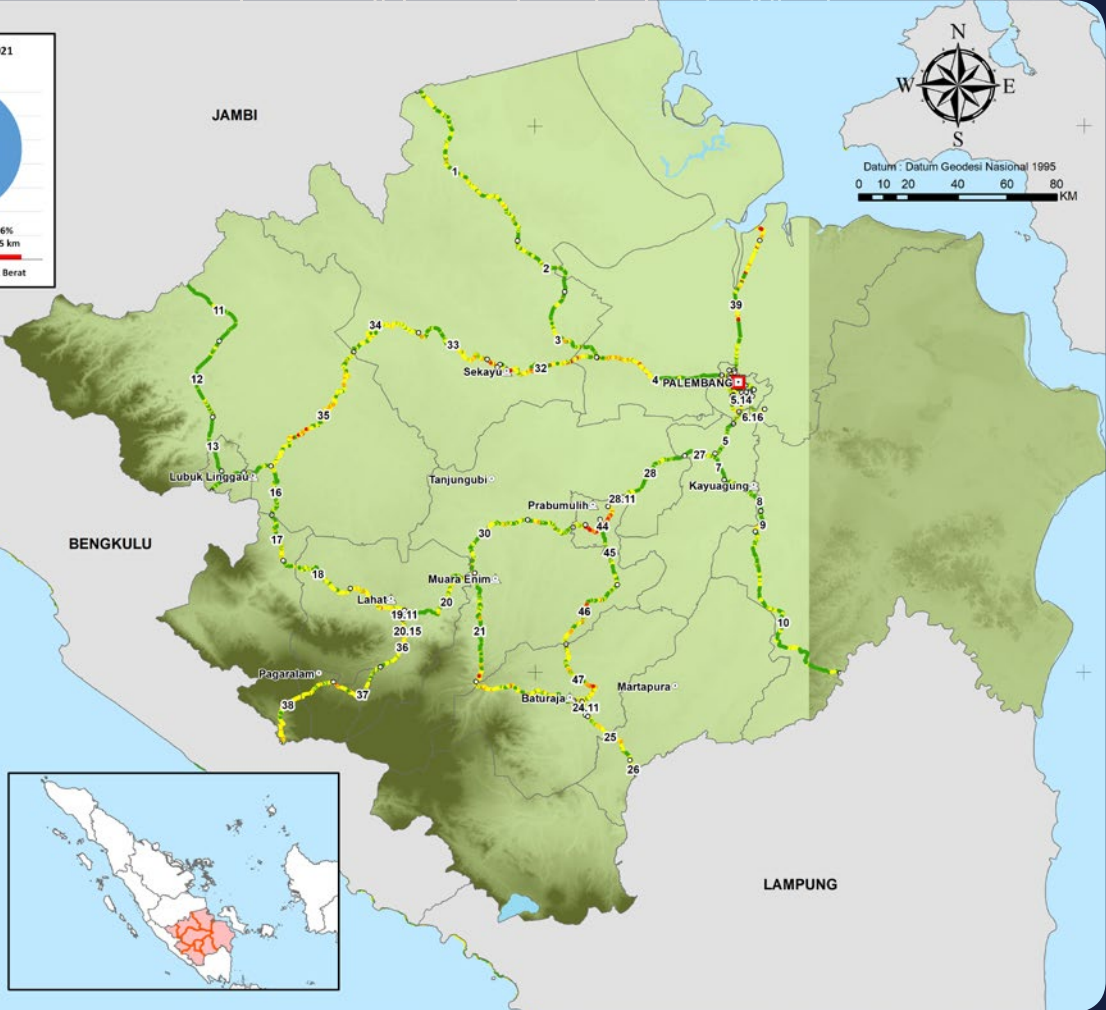 21
6%
5 km
Berat
N
W
E
S
Datum : Datum Geodesi Nasional 1995
0 10 20 40 60 80
KM
JAMBI
BENGKULU
LAMPUNG
1
2
3
4
PALEMBANG
5.14
6.16
39
5
27
7
Kayuagung
8
9
10
11
12
13
Lubuk Linggau
34
33
Sekayu
32
35
16
17
18
Tanjungubi
28
28.11
Prabumulih
44
45
30
Muara Enim
Lahat
19.11
20
20.15
36
21
46
Pagaralam
37
38
47
Martapura
Baturaja
24.11
25
26